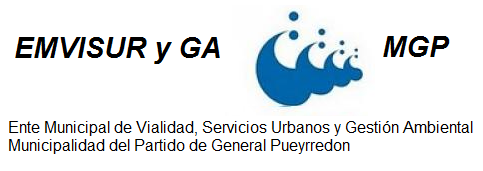 EMVISUR y GA MGP
Ente Municipal de Vialidad, Servicios Urbanos y Gestión Ambiental
Municipalidad del Partido de General Pueyrredon